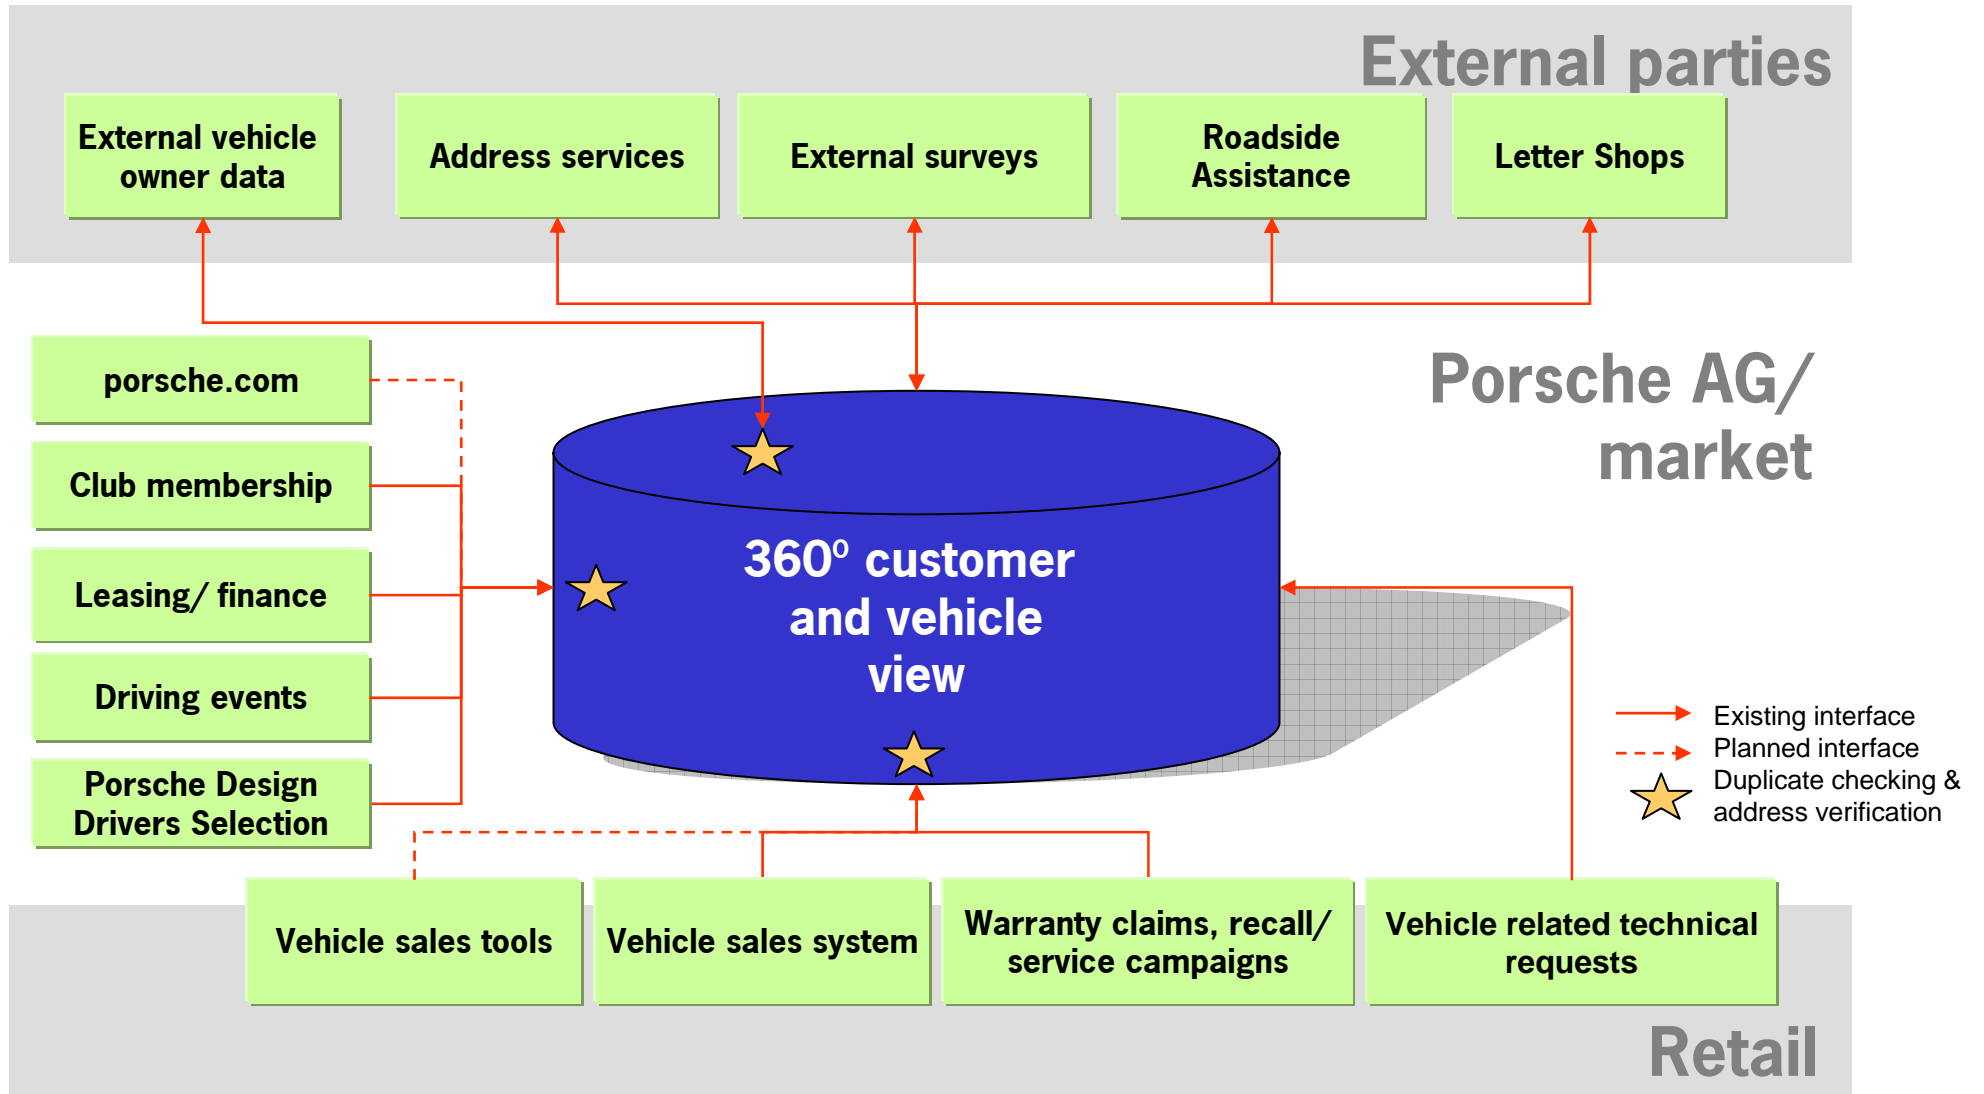 External parties
External vehicle
owner data
Address services
External surveys
Roadside
Assistance
Letter Shops
Porsche AG/
market
porsche.com
Club membership
Leasing/ finance
Driving events
Porsche Design
Drivers Selection
360º customer
and vehicle
view
Existing interface
Planned interface
Duplicate checking &
address verification
Vehicle sales tools
Vehicle sales system
Warranty claims, recall/
service campaigns
Vehicle related technical
requests
Retail